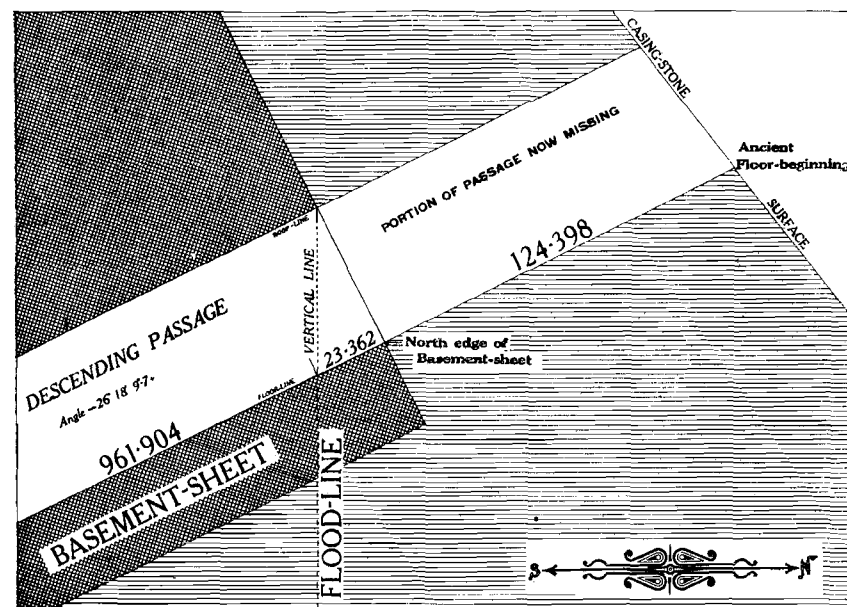 CASING-STONE
Ancient
Floor-beginning
PORTION OF PASSAGE NOW MISSING
SURFACE
124·398
ROOF-LINE
VERTICAL LINE
23·362
North edge of
Basement-sheet
DESCENDING PASSAGE
Angle—26° 18' 9·7"
FLOOR-LINE
961·904
BASEMENT-SHEET
FLOOD-LINE
S N